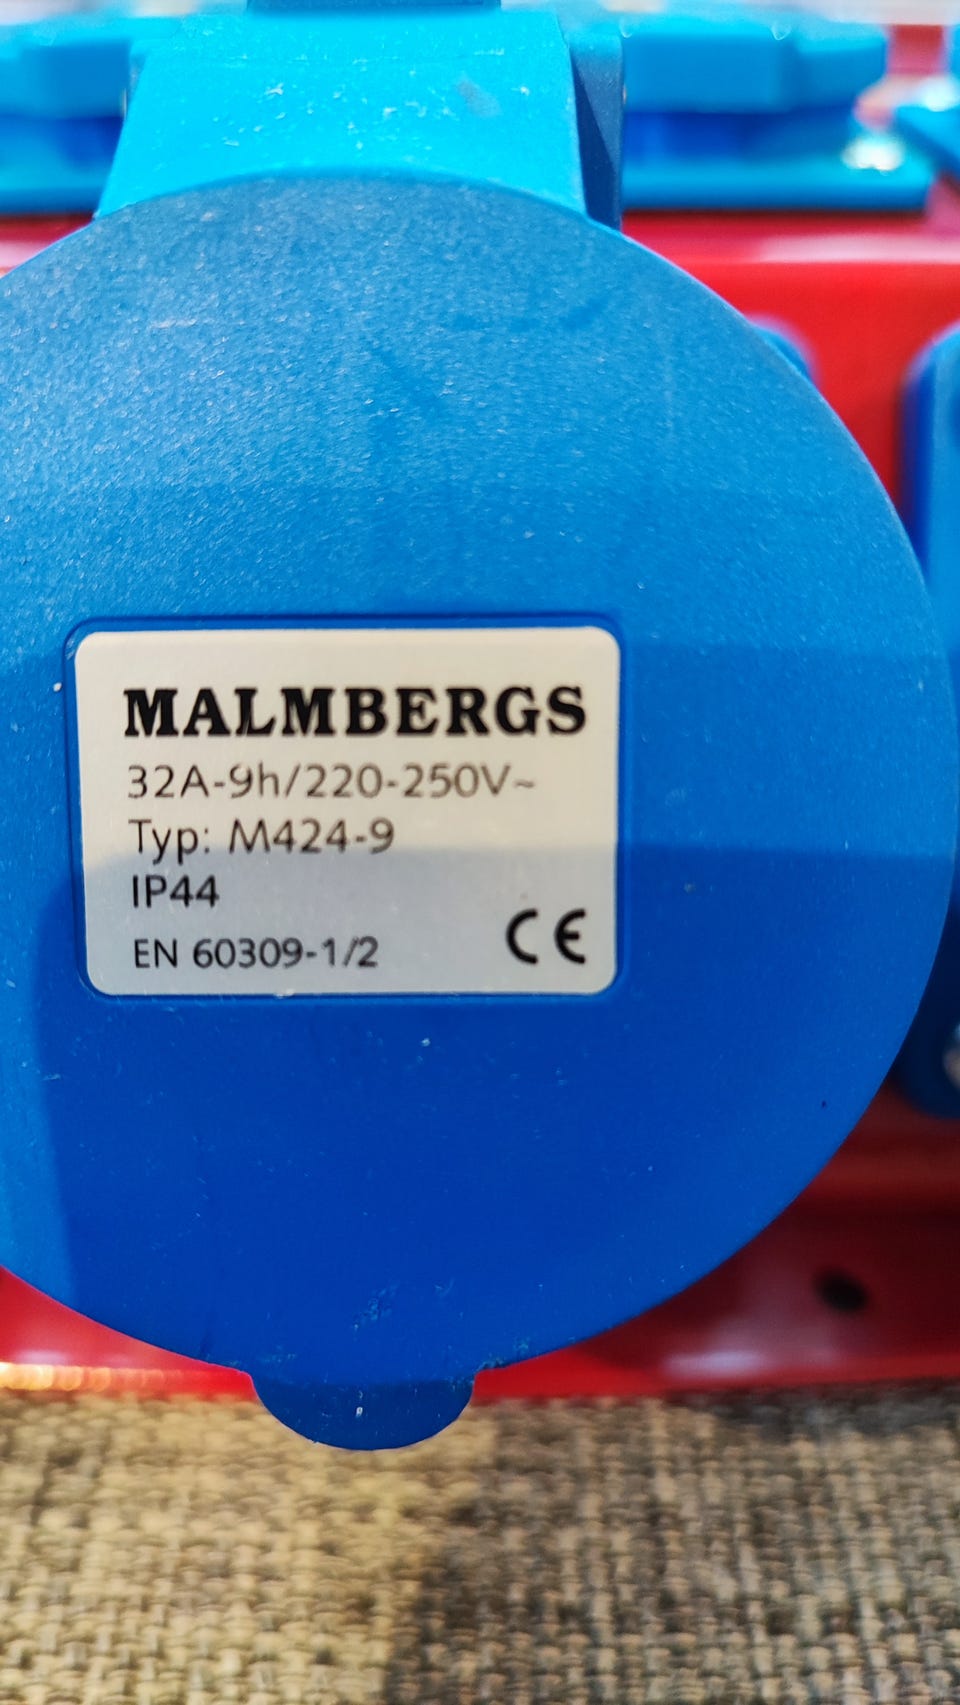 MALMBERGS
32A-9h/220-250V~
Typ: M424-9
IP44
EN 60309-1/2 CE